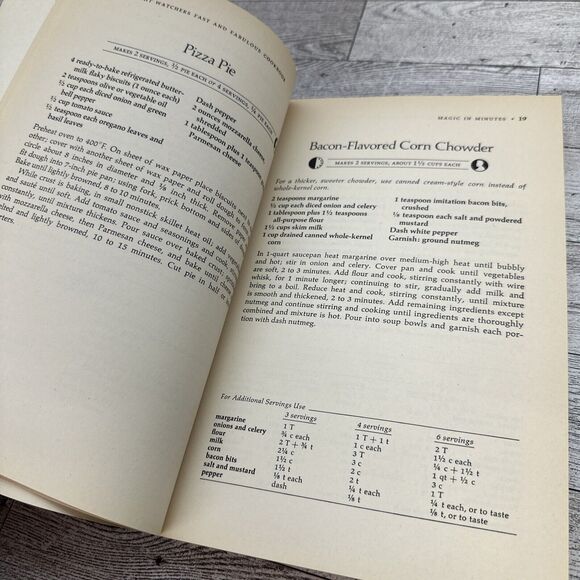 WATCHERS FAST AND FABULOUS COOKBOOK
Pizza Pie
MAKES 2 SERVINGS, ½ PIE EACH OR 4 SERVINGS, ¼ PIE EACH
4 ready-to-bake refrigerated butter-
milk flaky biscuits (1 ounce each)
2 teaspoons olive or vegetable oil
½ cup each diced onion and green
bell pepper
½ cup tomato sauce
½ teaspoon each oregano leaves and
basil leaves
Dash pepper
2 ounces mozzarella cheese,
shredded
1 tablespoon plus 1 teaspoon
Parmesan cheese
Preheat oven to 400°F. On sheet of wax paper place biscuits
other; cover with another sheet of wax paper and roll dough
circle about 8 inches in diameter and ⅛ inch thick. Remove
fit dough into 7-inch pie pan; using fork, prick bottom and sides
bake until lightly browned, 8 to 10 minutes.
While crust is baking, in small nonstick skillet heat oil, add
and sauté until soft. Add tomato sauce and seasonings
constantly, until mixture thickens. Pour sauce over baked crust
with mozzarella cheese, then Parmesan cheese, and bake until
melted and lightly browned, 10 to 15 minutes. Cut pie in half or
MAGIC IN MINUTES • 19
Bacon-Flavored Corn Chowder
MAKES 2 SERVINGS, ABOUT 1½ CUPS EACH
For a thicker, sweeter chowder, use canned cream-style corn instead of
whole-kernel corn.
2 teaspoons margarine
½ cup each diced onion and celery
1 tablespoon plus 1½ teaspoons
all-purpose flour
1½ cups skim milk
1 cup drained canned whole-kernel
corn
1 teaspoon imitation bacon bits,
crushed
⅛ teaspoon each salt and powdered
mustard
Dash white pepper
Garnish: ground nutmeg
In 1-quart saucepan heat margarine over medium-high heat until bubbly
and hot; stir in onion and celery. Cover pan and cook until vegetables
are soft, 2 to 3 minutes. Add flour and cook, stirring constantly with wire
whisk, for 1 minute longer; continuing to stir, gradually add milk and
bring to a boil. Reduce heat and cook, stirring constantly, until mixture
is smooth and thickened, 2 to 3 minutes. Add remaining ingredients except
nutmeg and continue stirring and cooking until ingredients are thoroughly
combined and mixture is hot. Pour into soup bowls and garnish each por-
tion with dash nutmeg.
For Additional Servings Use
3 servings 4 servings 6 servings
margarine 1 T 1 T + 1 t 2 T
onions and celery ¾ c each 1 c each 1½ c each
flour 2 T + ¾ t 3 T ¼ c + 1½ t
milk 2¼ c 3 c 1 qt + ½ c
corn 1½ c 2 c 3 c
bacon bits 1½ t 2 t 1 T
salt and mustard ⅛ t each ¼ t each ¼ t each, or to taste
pepper dash ⅛ t ⅛ t, or to taste